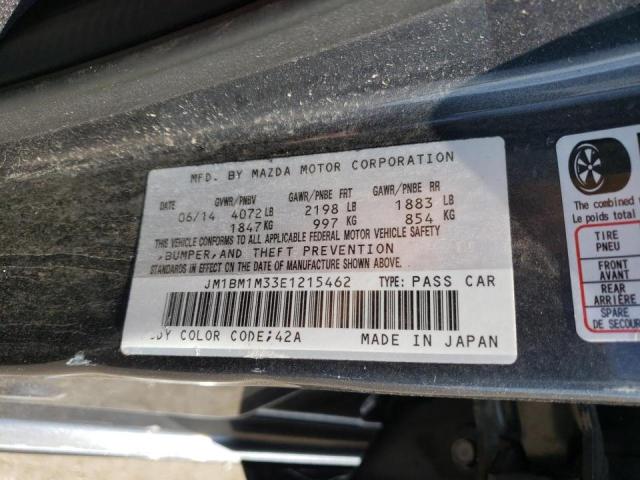 MFD. BY MAZDA MOTOR CORPORATION
DATE GVWR/PNBV GAWR/PNBE FRT GAWR/PNBE RR
06/14 4072 LB 2198 LB 1883 LB
1847 KG 997 KG 854 KG
THIS VEHICLE CONFORMS TO ALL APPLICABLE FEDERAL MOTOR VEHICLE SAFETY
,BUMPER,AND THEFT PREVENTION
STANDARDS IN EFFECT ON THE DATE OF MANUFACTURE SHOWN ABOVE.
JM1BM1M33E1215462 TYPE: PASS CAR
DY COLOR CODE;42A MADE IN JAPAN
The combined
Le poids total
TIRE
PNEU
FRONT
AVANT
REAR
ARRIÈRE
SPARE
DE SECOUR